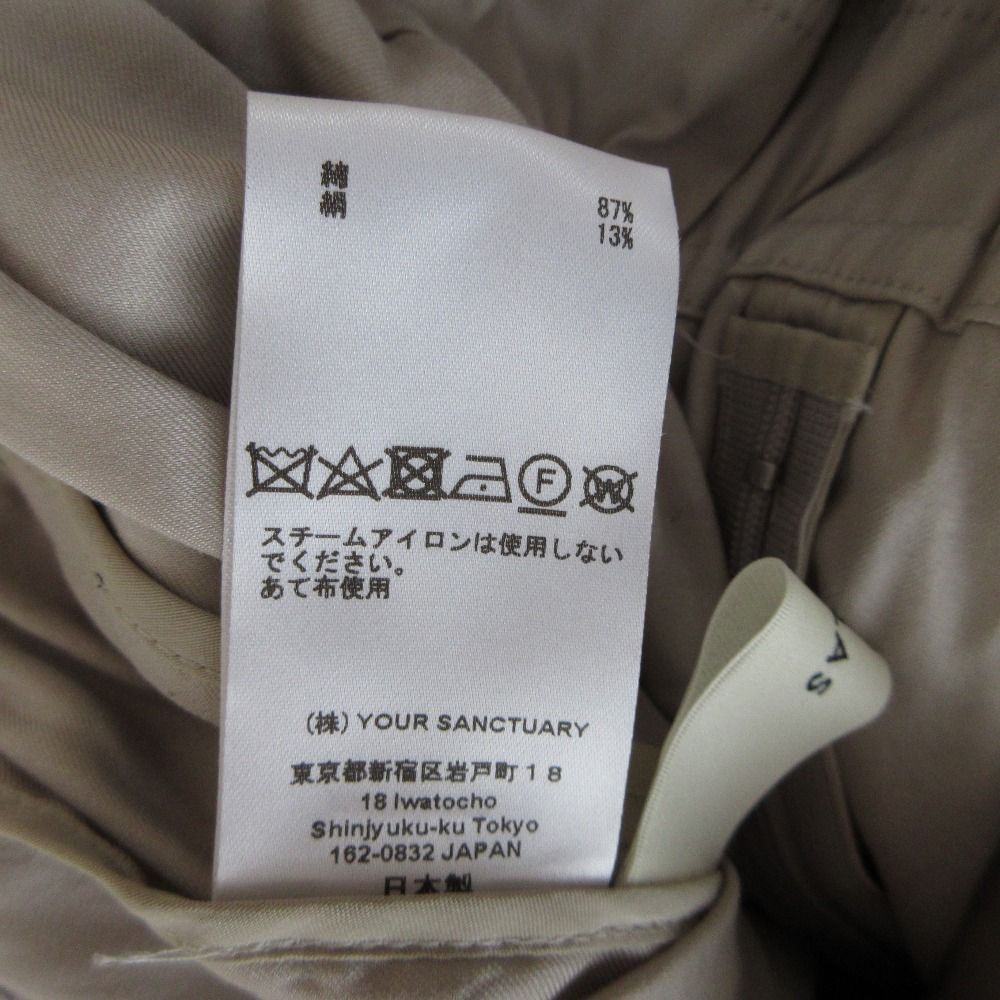 綿 87%
絹 13%
F
W
スチームアイロンは使用しない
でください。
あて布使用
(株) YOUR SANCTUARY
東京都新宿区岩戸町18
18 Iwatocho
Shinjyuku-ku Tokyo
162-0832 JAPAN
日本製
AS